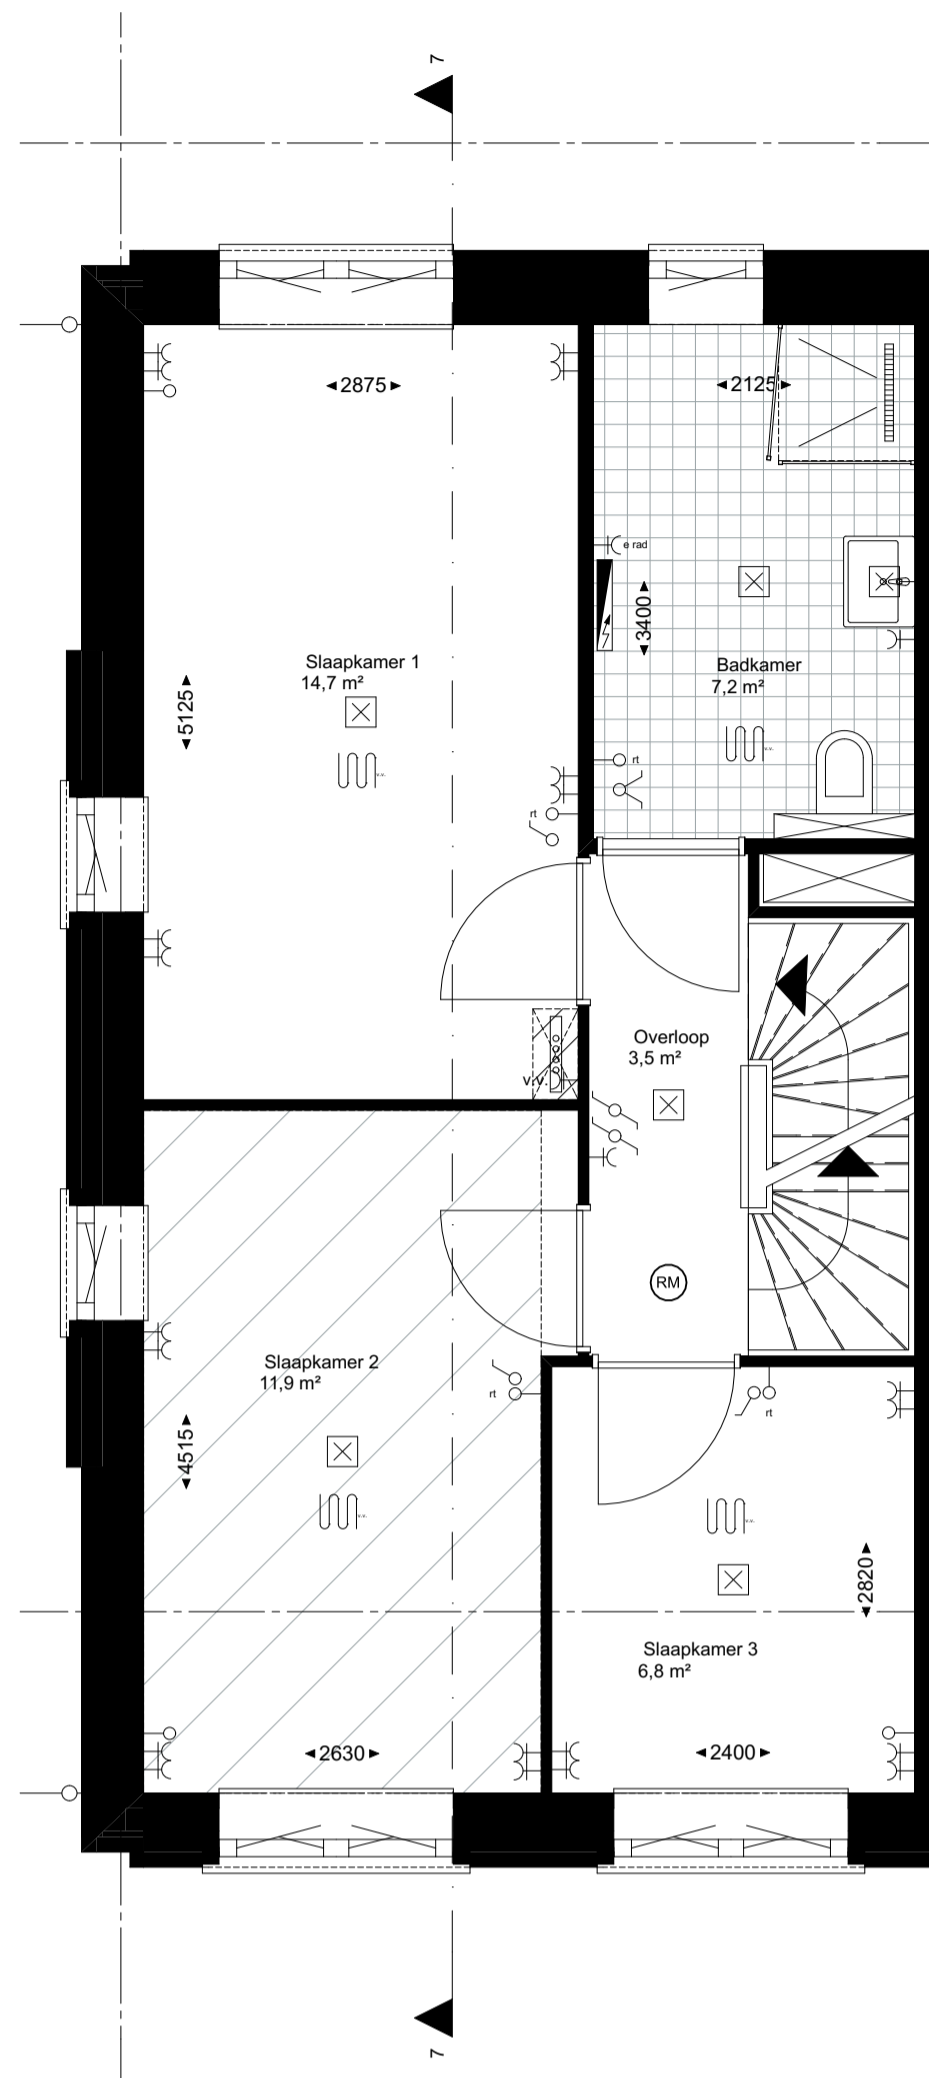 7
2875
2125
e rad
3400
Slaapkamer 1
14,7 m²
Badkamer
7,2 m²
5125
v.v.
v.v.
rt
rt
Overloop
3,5 m²
v.v.
RM
Slaapkamer 2
11,9 m²
rt
rt
4515
v.v.
v.v.
2820
Slaapkamer 3
6,8 m²
2630
2400
7